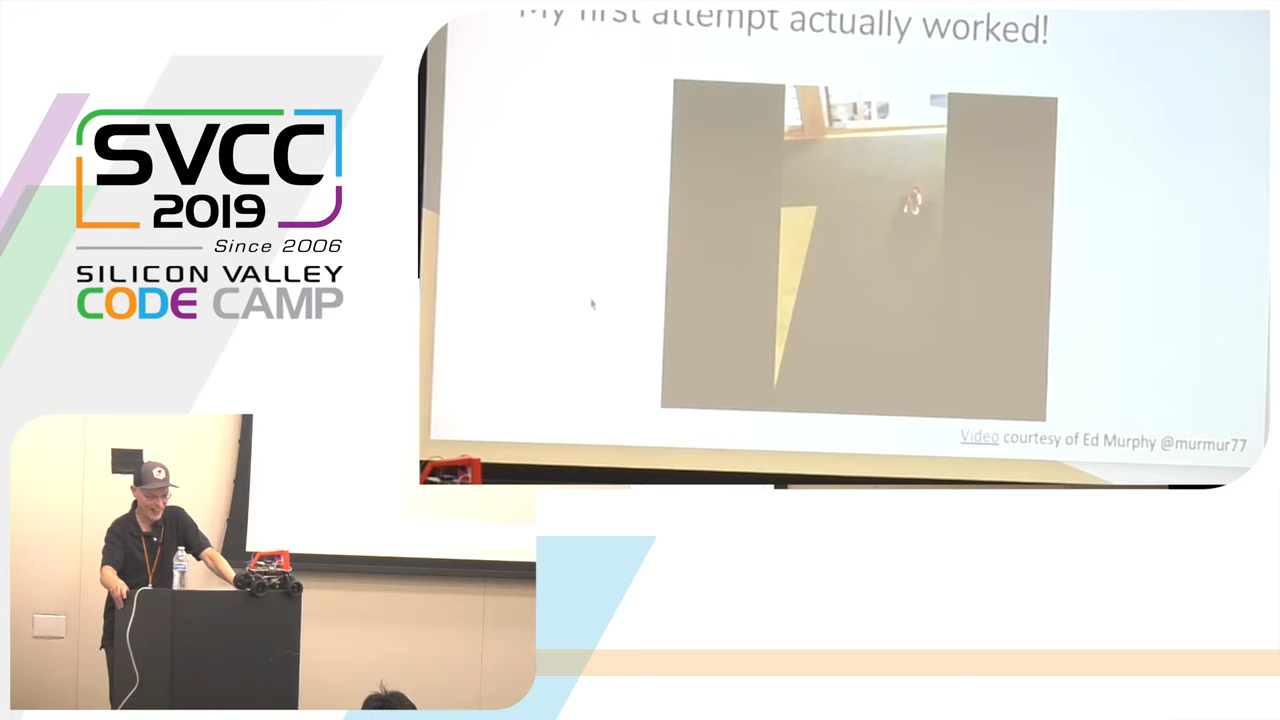 SVCC
2019
Since 2006
SILICON VALLEY
CODE CAMP
My first attempt actually worked!
Video courtesy of Ed Murphy @murmur77